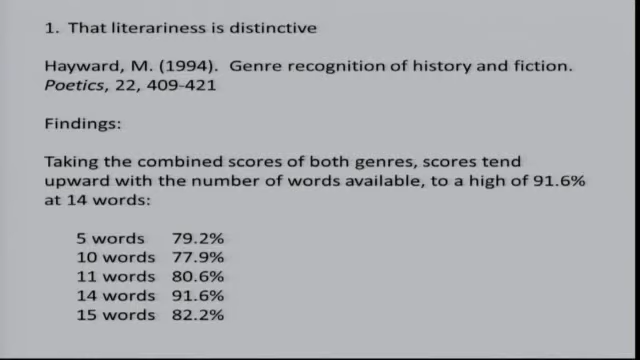 1. That literariness is distinctive
Hayward, M. (1994). Genre recognition of history and fiction.
Poetics, 22, 409-421
Findings:
Taking the combined scores of both genres, scores tend
upward with the number of words available, to a high of 91.6%
at 14 words:
5 words 79.2%
10 words 77.9%
11 words 80.6%
14 words 91.6%
15 words 82.2%